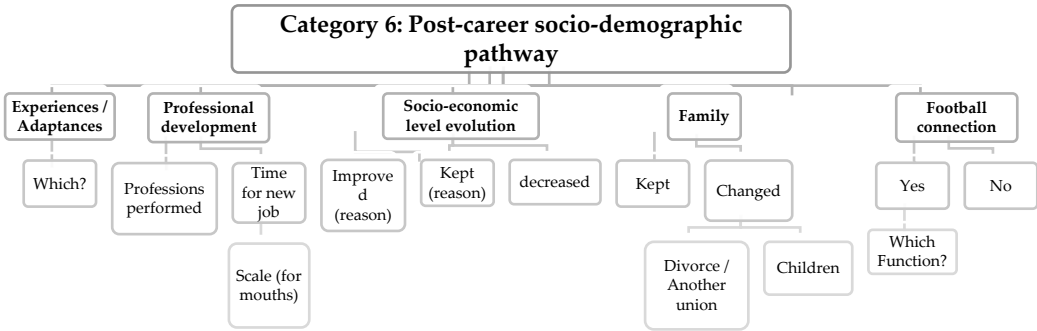 Category 6: Post-career socio-demographic
pathway
Experiences /
Adaptances
Professional
development
Socio-economic
level evolution
Family
Football
connection
Which?
Professions
performed
Time
for new
job
Improve
d
(reason)
Kept
(reason)
decreased
Kept
Changed
Yes
No
Scale (for
mouths)
Divorce /
Another
union
Children
Which
Function?